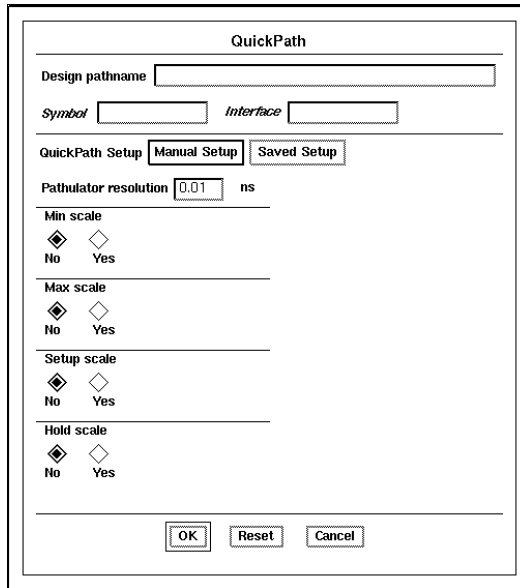 QuickPath
Design pathname
Symbol Interface
QuickPath Setup Manual Setup Saved Setup
Pathulator resolution 0.01 ns
Min scale
No Yes
Max scale
No Yes
Setup scale
No Yes
Hold scale
No Yes
OK Reset Cancel